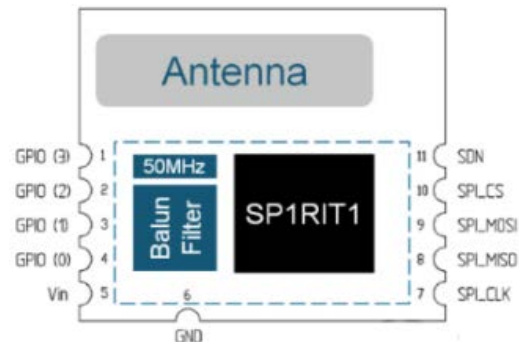 Antenna
GPIO (3) 1 50MHz 11 SDN
GPIO (2) 2 10 SPI_CS
GPIO (1) 3 Balun Filter SP1RIT1 9 SPI_MOSI
GPIO (0) 4 8 SPI_MISO
Vin 5 6 7 SPI_CLK
GND